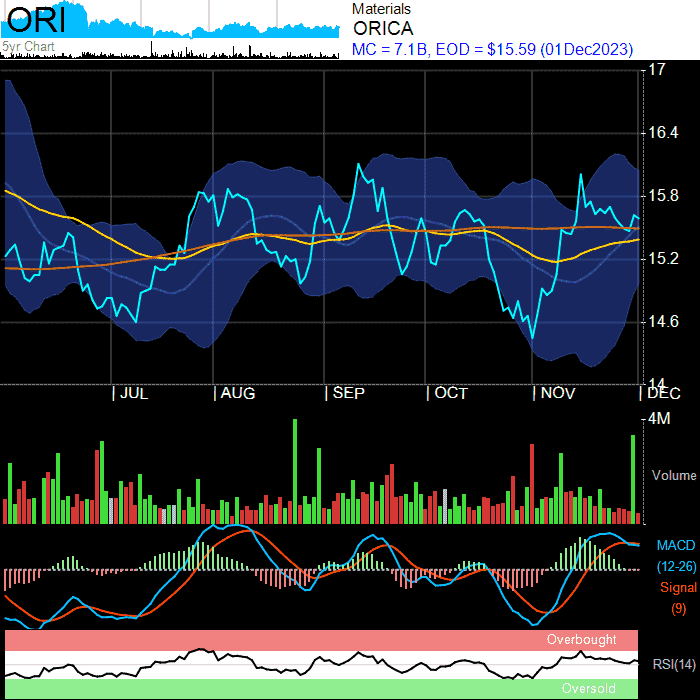 ORI
5yr Chart
Materials
ORICA
MC = 7.1B, EOD = $15.59 (01Dec2023)
17
16.4
15.8
15.2
14.6
14
JUL
AUG
SEP
OCT
NOV
DEC
4M
Volume
MACD
(12-26)
Signal
(9)
Overbought
RSI(14)
Oversold